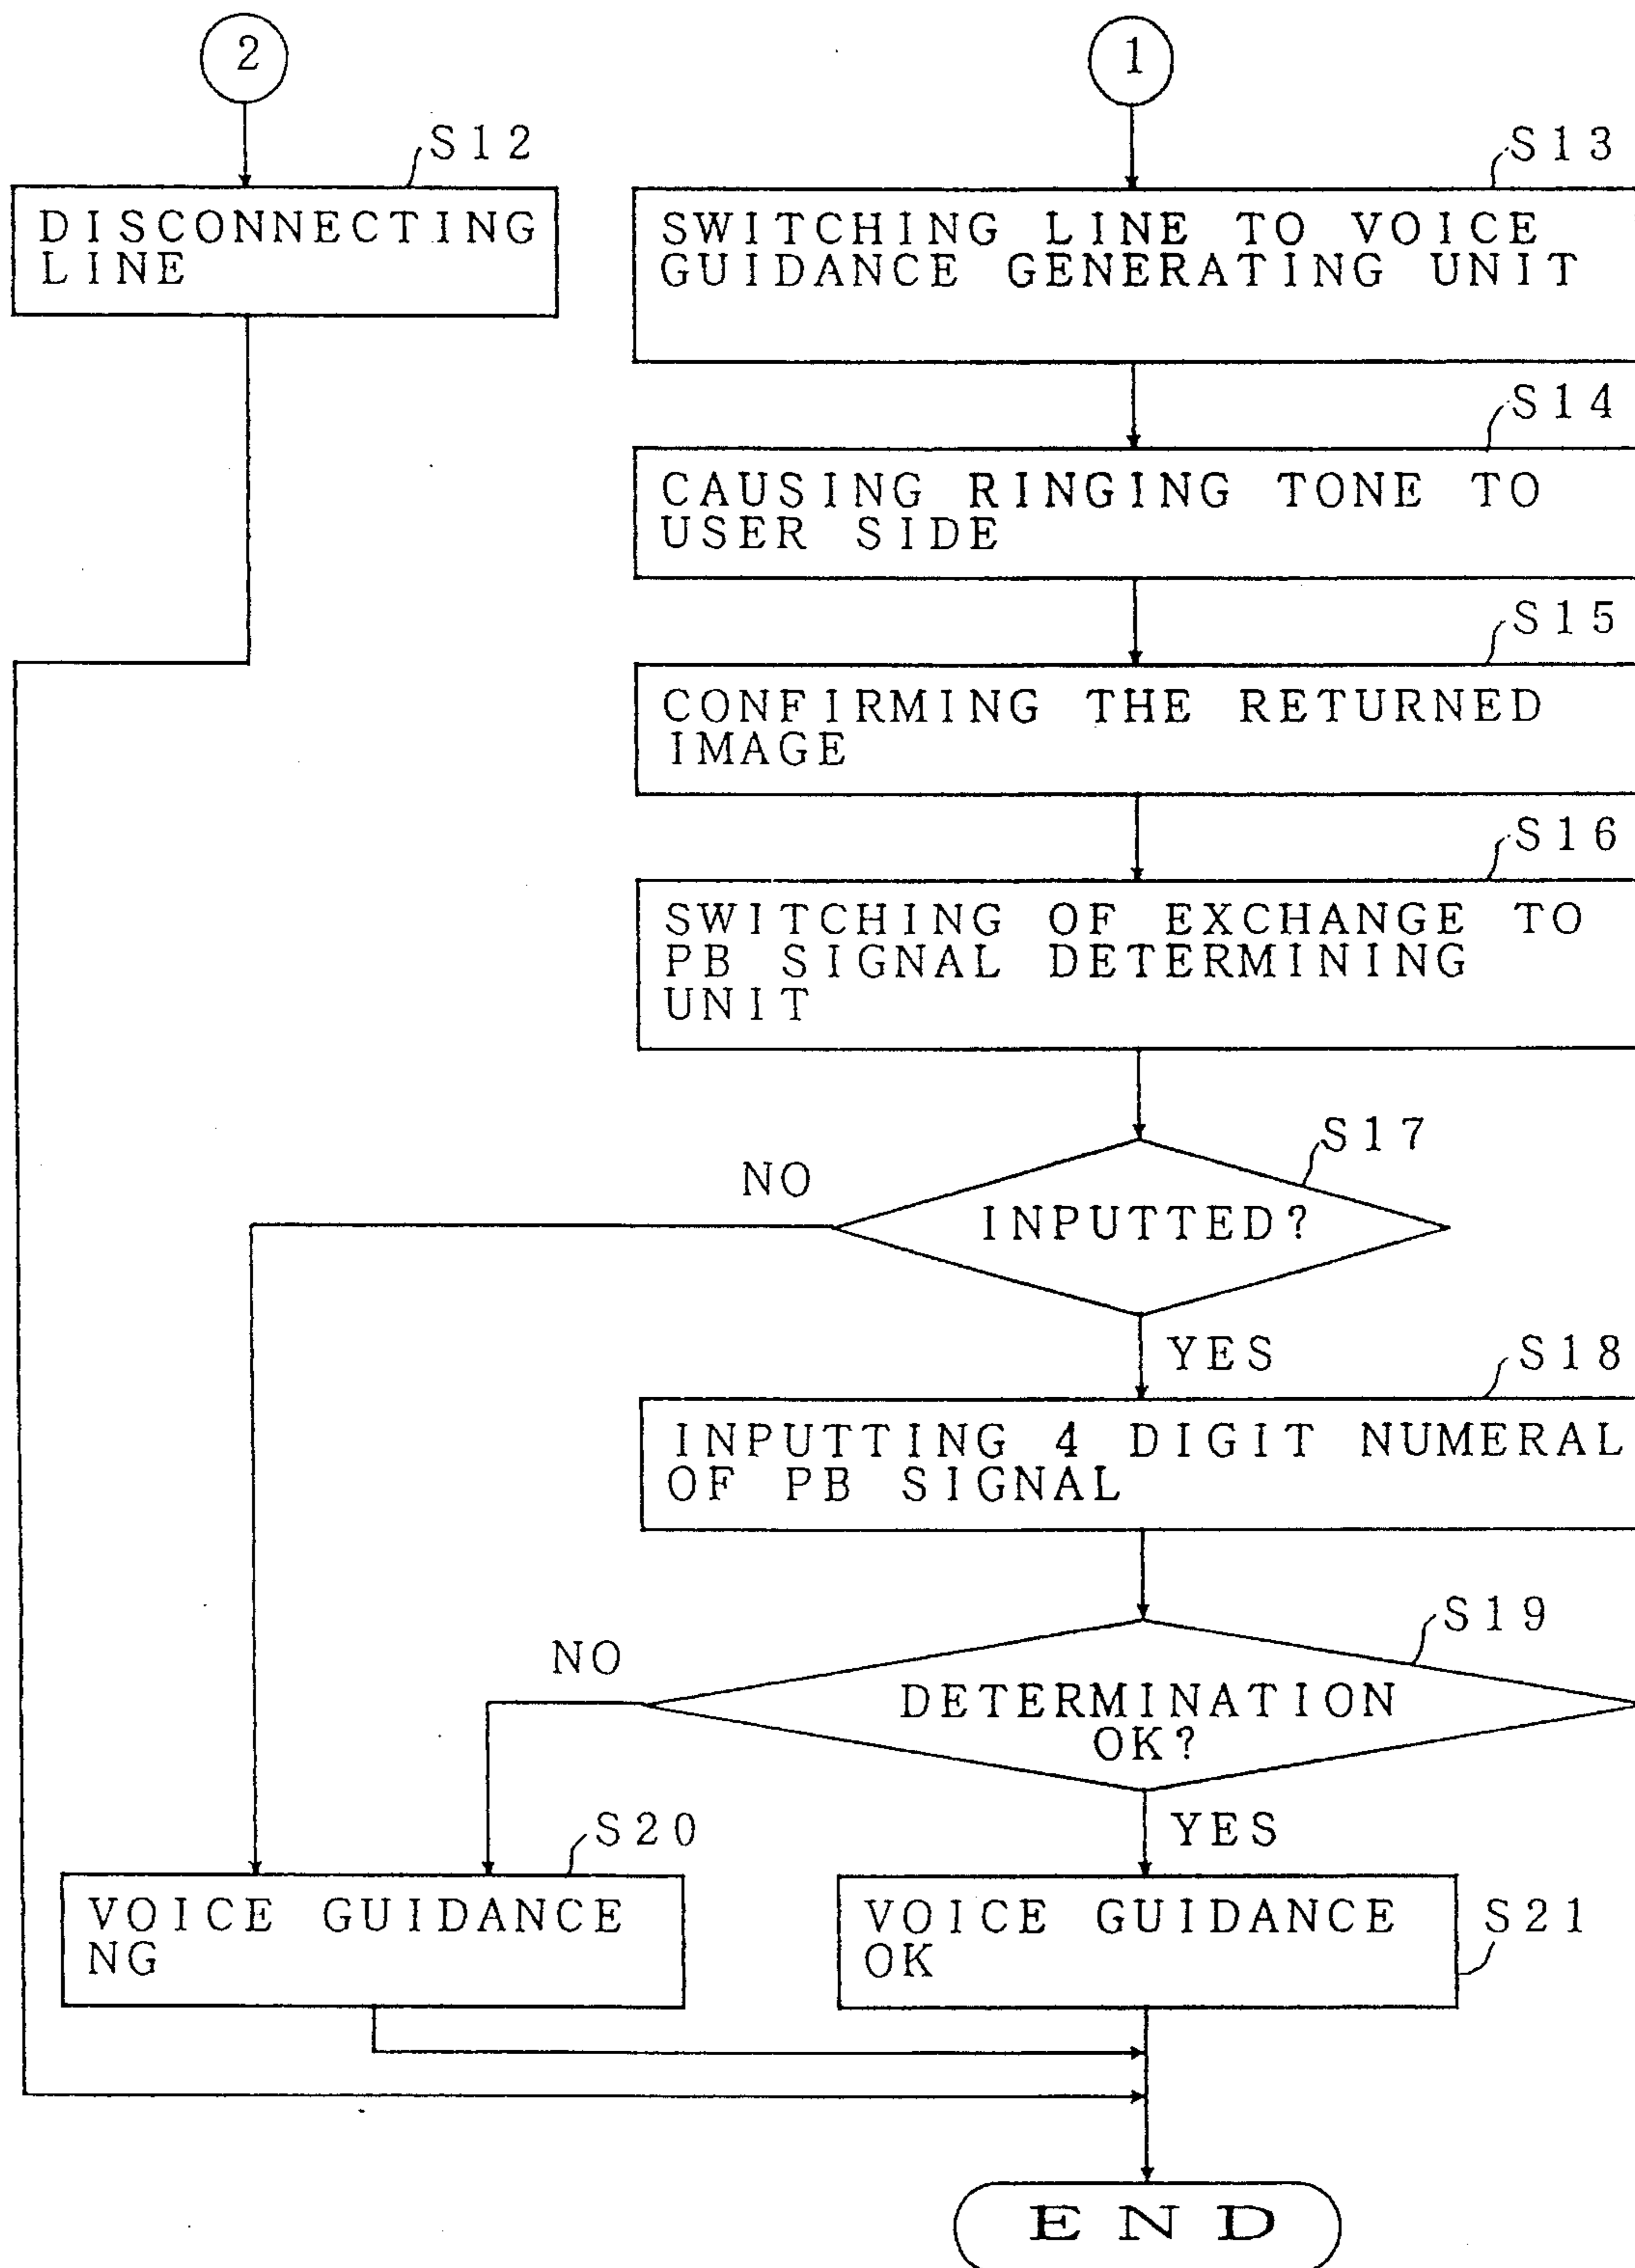 2
1
S12
DISCONNECTING
LINE
S13
SWITCHING LINE TO VOICE
GUIDANCE GENERATING UNIT
S14
CAUSING RINGING TONE TO
USER SIDE
S15
CONFIRMING THE RETURNED
IMAGE
S16
SWITCHING OF EXCHANGE TO
PB SIGNAL DETERMINING
UNIT
S17
NO
INPUTTED?
YES
S18
INPUTTING 4 DIGIT NUMERAL
OF PB SIGNAL
S19
NO
DETERMINATION
OK?
YES
S20
VOICE GUIDANCE
NG
VOICE GUIDANCE
OK
S21
END